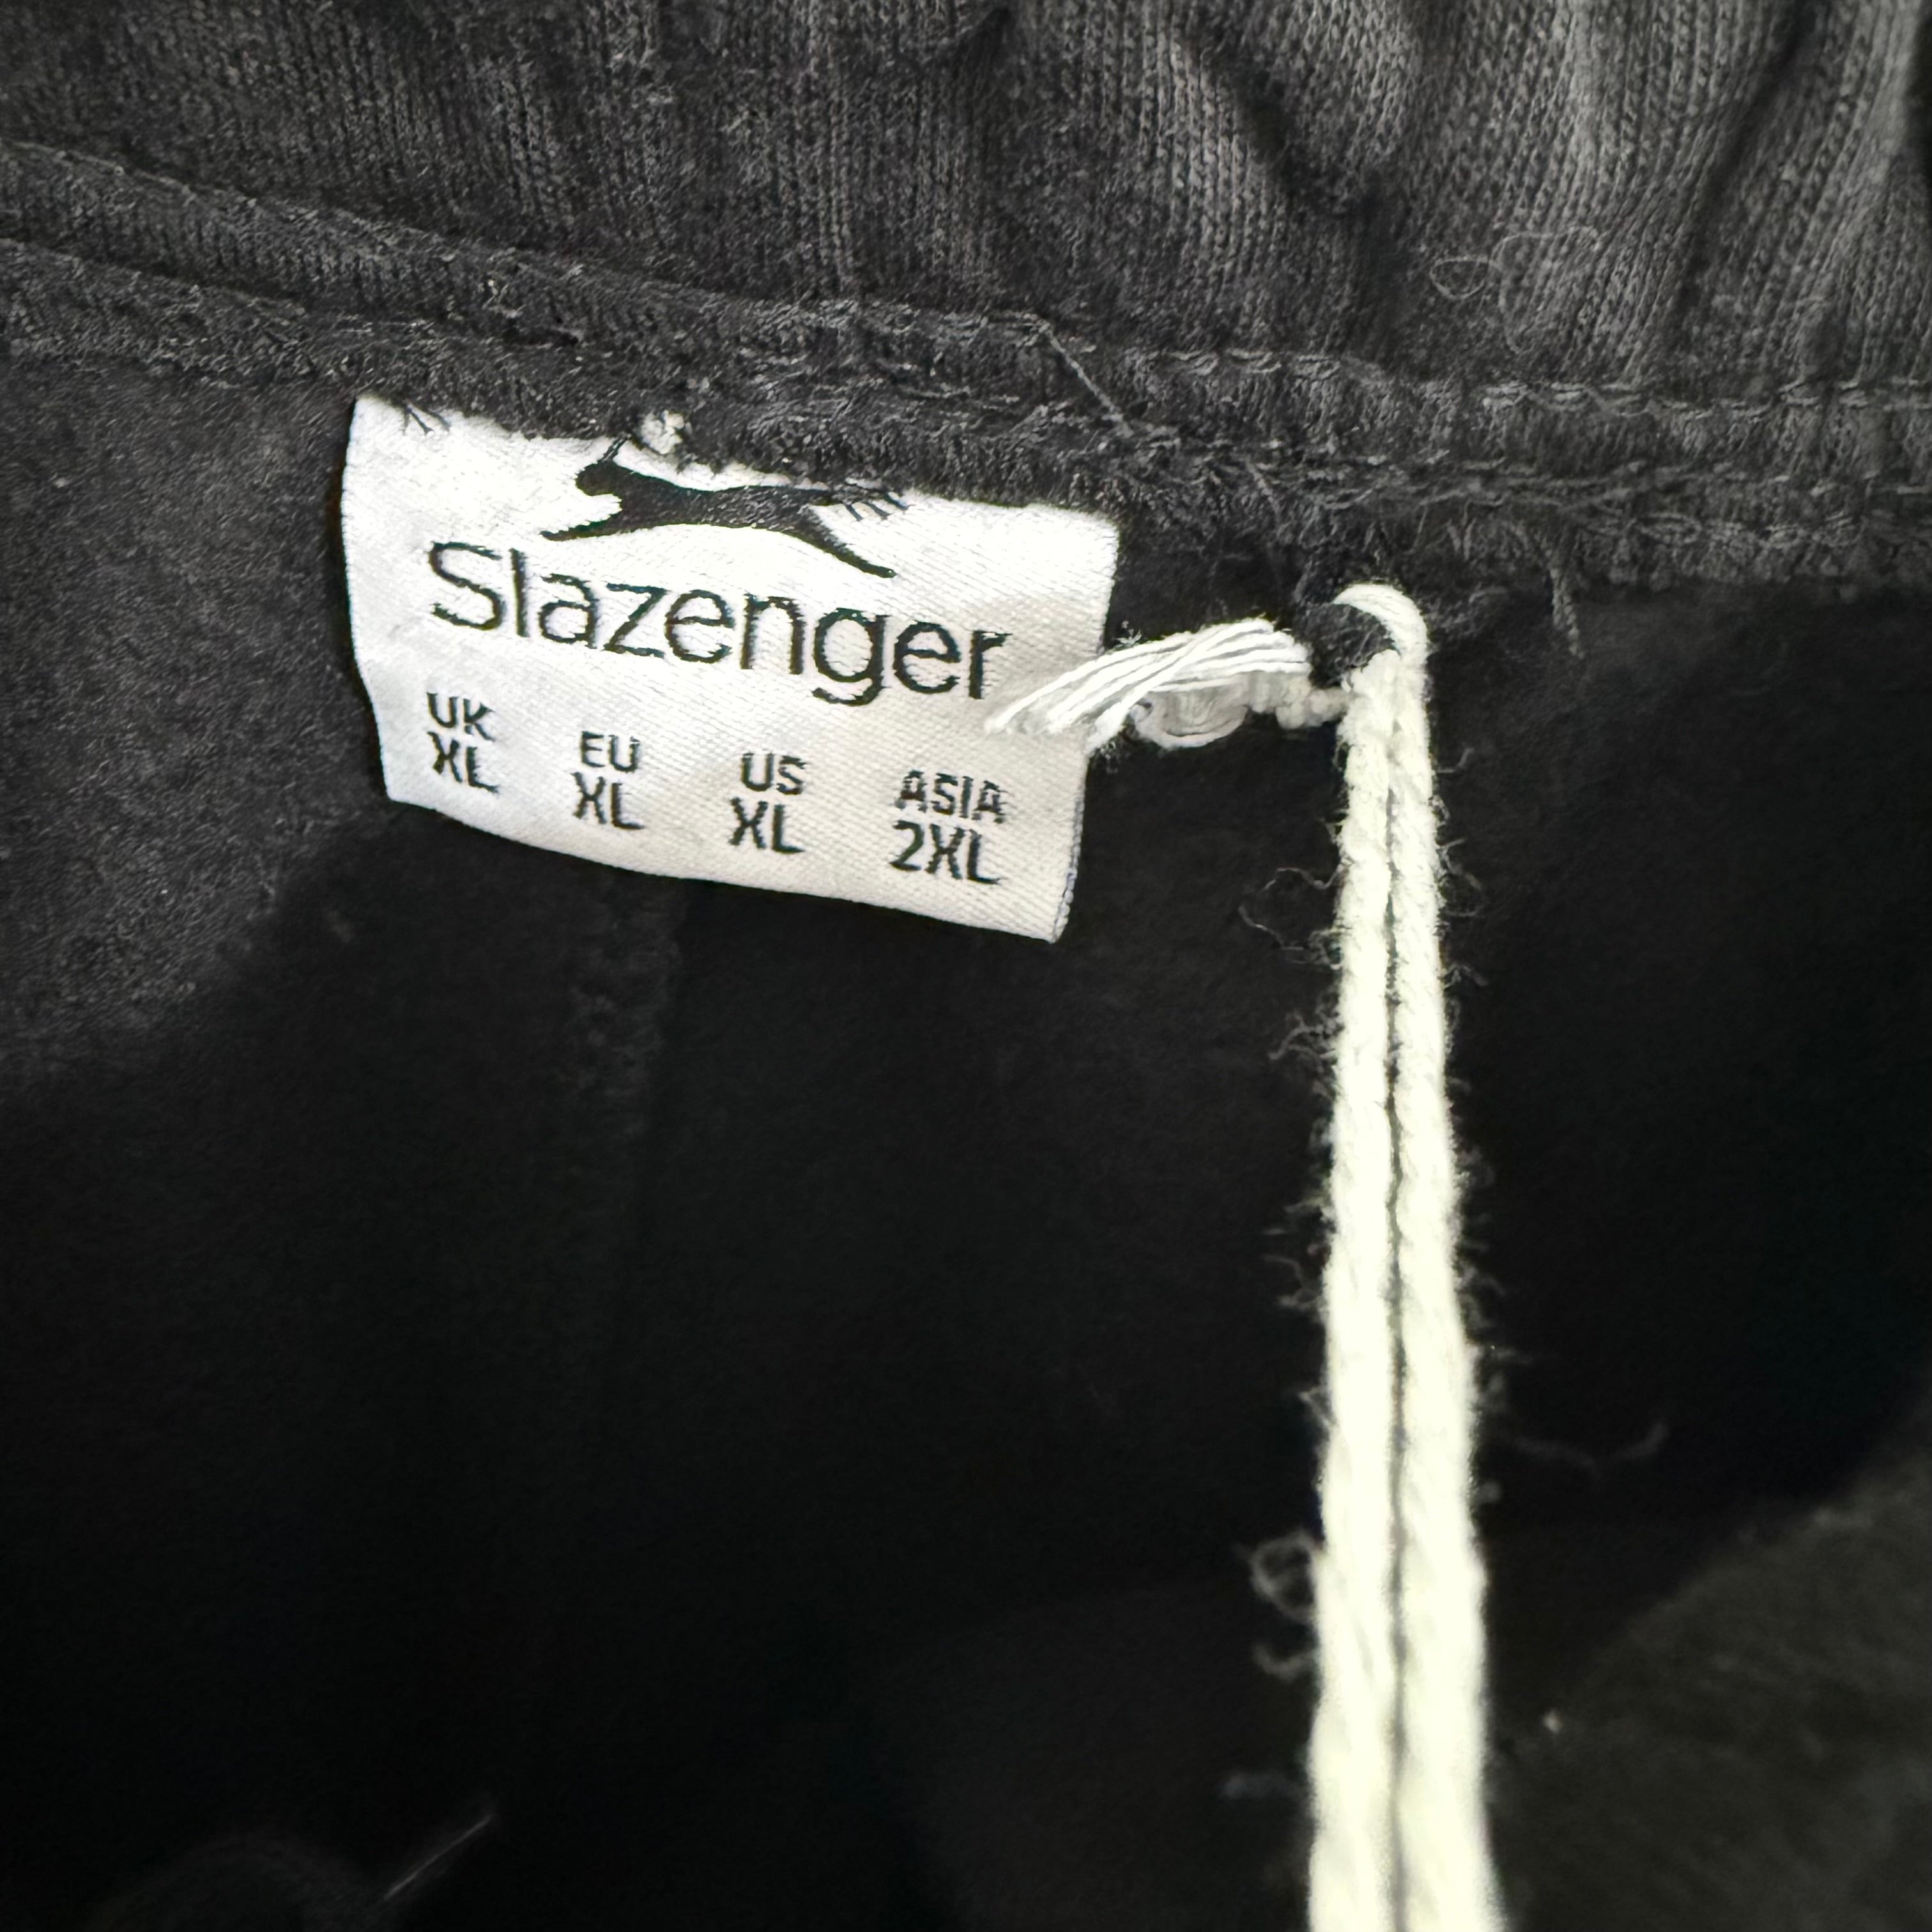 Slazenger
UK EU US ASIA
XL XL XL 2XL